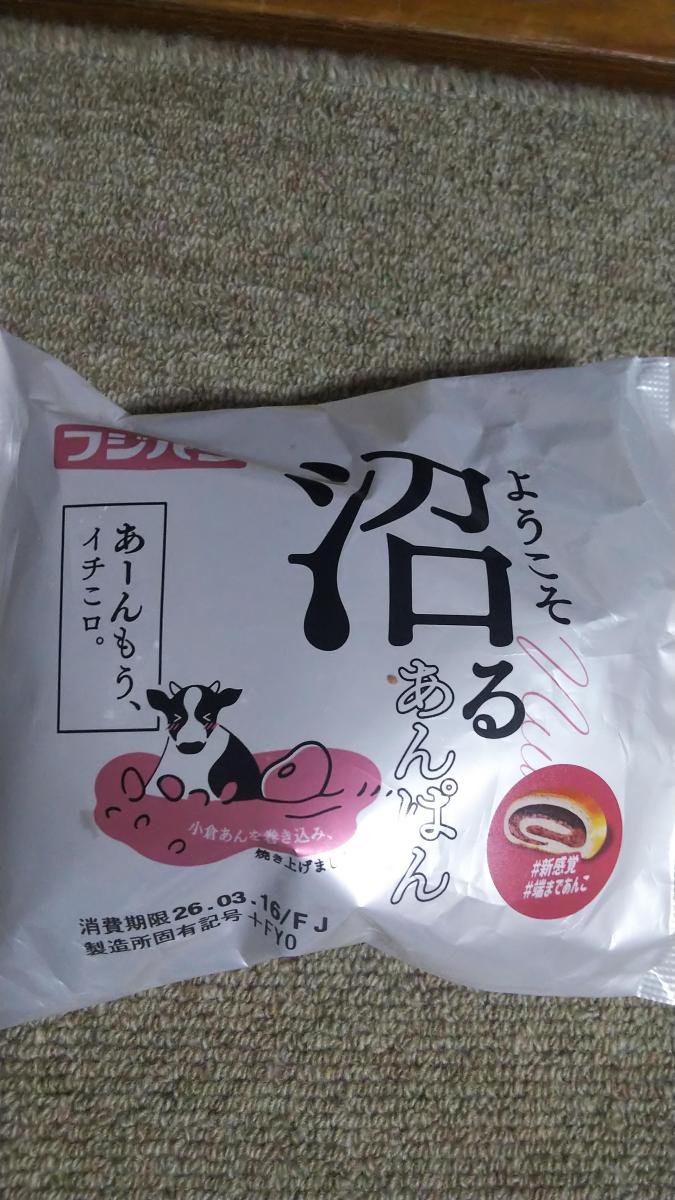 フジパン
ようこそ
沼る
あんぱん
あーんもう、
イチコロ。
小倉あんを巻き込み、
焼き上げまし
#新感覚
#端まであんこ
消費期限26.03.16/FJ
製造所固有記号+FYO